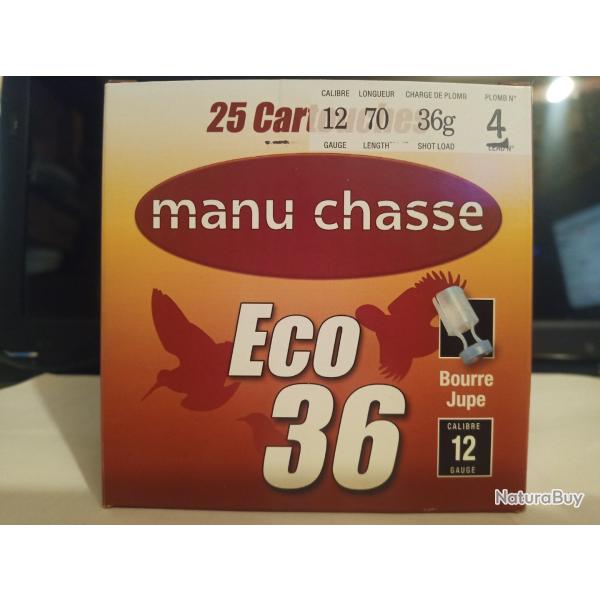 CALIBRE LONGUEUR CHARGE DE PLOMB PLOMB N°
25 Cartouches 12 70 36g 4
GAUGE LENGTH SHOT LOAD LEAD N°
manu chasse
Eco
36
Bourre
Jupe
CALIBRE
12
GAUGE
NaturaBuy